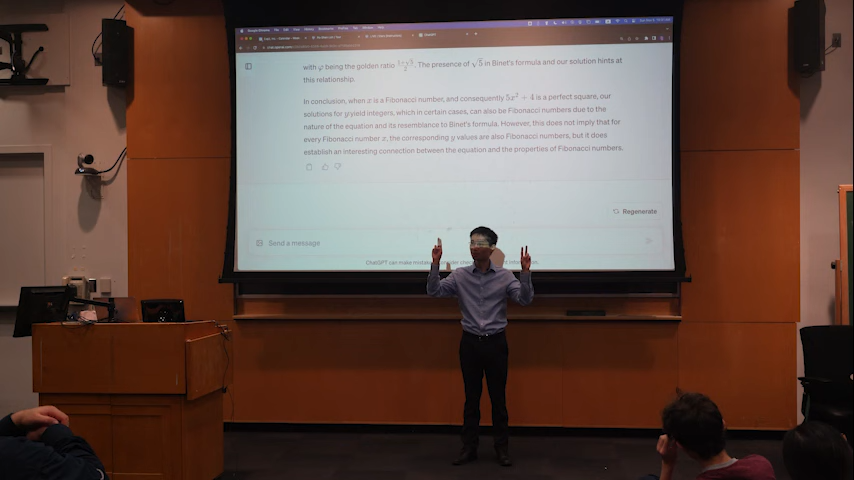 with φ being the golden ratio (1+√5)/2. The presence of √5 in Binet's formula and our solution hints at
this relationship.
In conclusion, when x is a Fibonacci number, and consequently 5x² + 4 is a perfect square, our
solutions for y yield integers, which in certain cases, can also be Fibonacci numbers due to the
nature of the equation and its resemblance to Binet's formula. However, this does not imply that for
every Fibonacci number x, the corresponding y values are also Fibonacci numbers, but it does
establish an interesting connection between the equation and the properties of Fibonacci numbers.
Regenerate
Send a message
ChatGPT can make